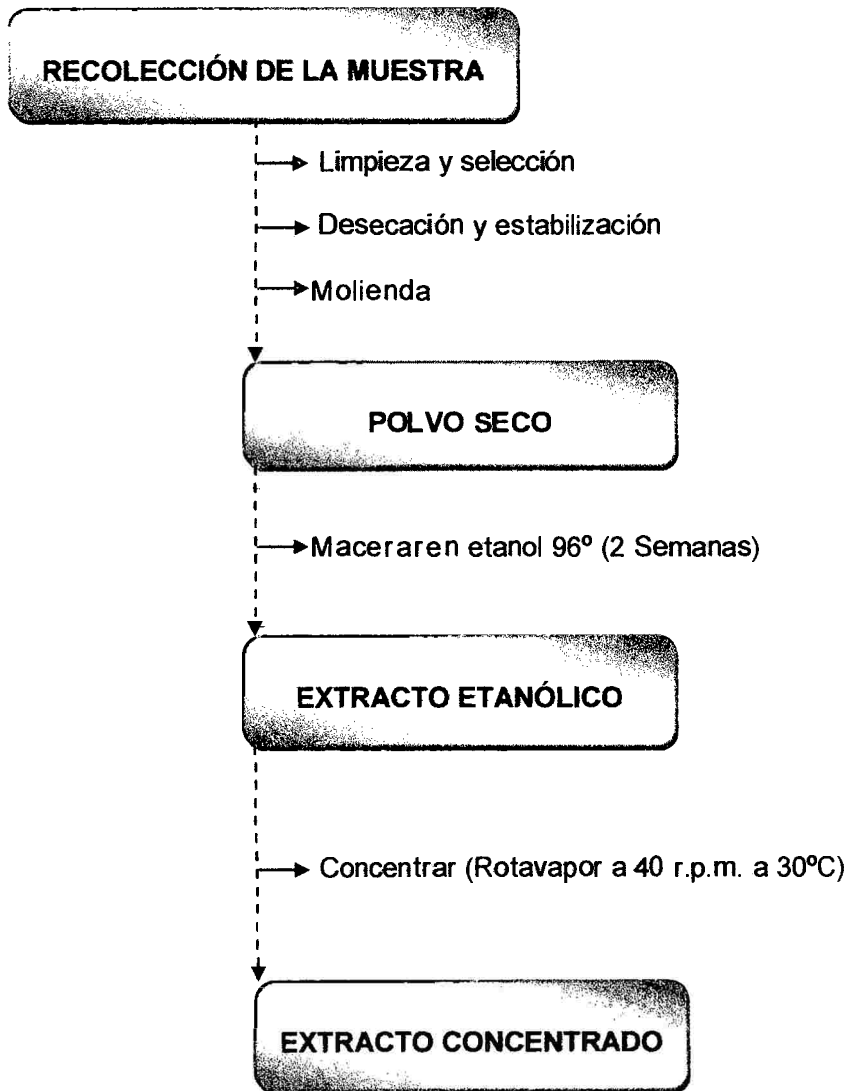 RECOLECCIÓN DE LA MUESTRA
Limpieza y selección
Desecación y estabilización
Molienda
POLVO SECO
Macerar en etanol 96º (2 Semanas)
EXTRACTO ETANÓLICO
Concentrar (Rotavapor a 40 r.p.m. a 30ºC)
EXTRACTO CONCENTRADO